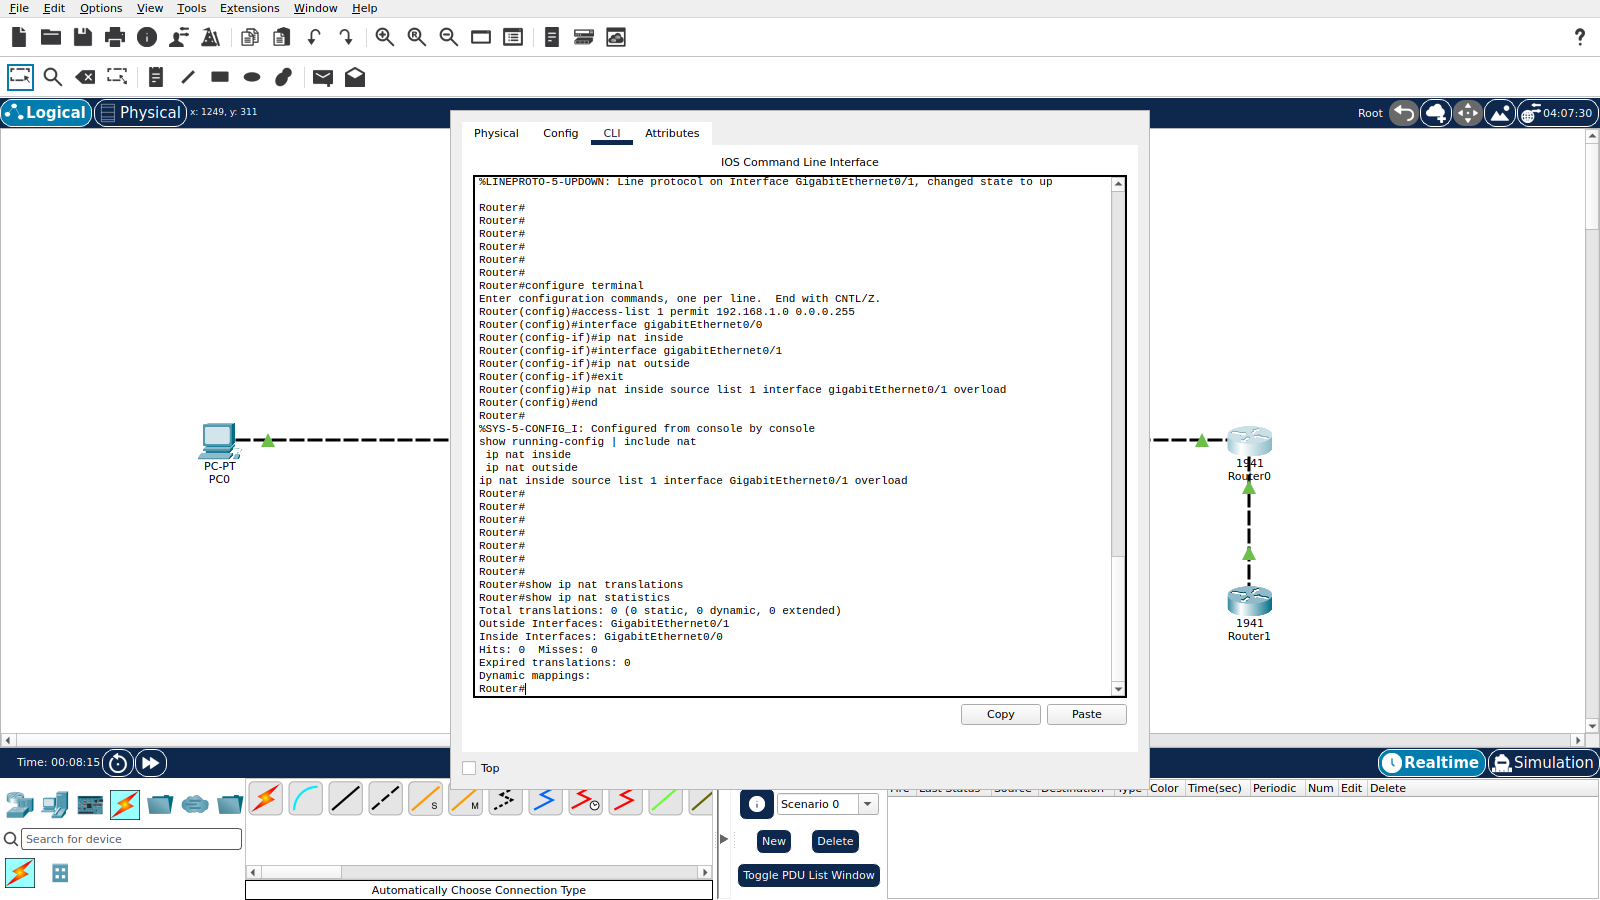 File Edit Options View Tools Extensions Window Help
Logical Physical x: 1249, y: 311 Root 04:07:30
Physical Config CLI Attributes
IOS Command Line Interface
%LINEPROTO-5-UPDOWN: Line protocol on Interface GigabitEthernet0/1, changed state to up
Router#
Router#
Router#
Router#
Router#
Router#
Router#configure terminal
Enter configuration commands, one per line.  End with CNTL/Z.
Router(config)#access-list 1 permit 192.168.1.0 0.0.0.255
Router(config)#interface gigabitEthernet0/0
Router(config-if)#ip nat inside
Router(config-if)#interface gigabitEthernet0/1
Router(config-if)#ip nat outside
Router(config-if)#exit
Router(config)#ip nat inside source list 1 interface gigabitEthernet0/1 overload
Router(config)#end
Router#
%SYS-5-CONFIG_I: Configured from console by console
show running-config | include nat
 ip nat inside
 ip nat outside
ip nat inside source list 1 interface GigabitEthernet0/1 overload
Router#
Router#
Router#
Router#
Router#
Router#
Router#
Router#show ip nat translations
Router#show ip nat statistics
Total translations: 0 (0 static, 0 dynamic, 0 extended)
Outside Interfaces: GigabitEthernet0/1
Inside Interfaces: GigabitEthernet0/0
Hits: 0  Misses: 0
Expired translations: 0
Dynamic mappings:
Router#
Copy Paste
Top
PC-PT
PC0
1941
Router0
1941
Router1
Time: 00:08:15 Realtime Simulation
Search for device
S M
Automatically Choose Connection Type
Scenario 0
New Delete
Toggle PDU List Window
Fire Last Status Source Destination Type Color Time(sec) Periodic Num Edit Delete